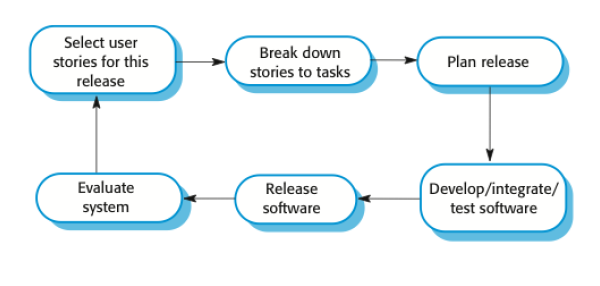 Select user
stories for this
release
Break down
stories to tasks
Plan release
Evaluate
system
Release
software
Develop/integrate/
test software